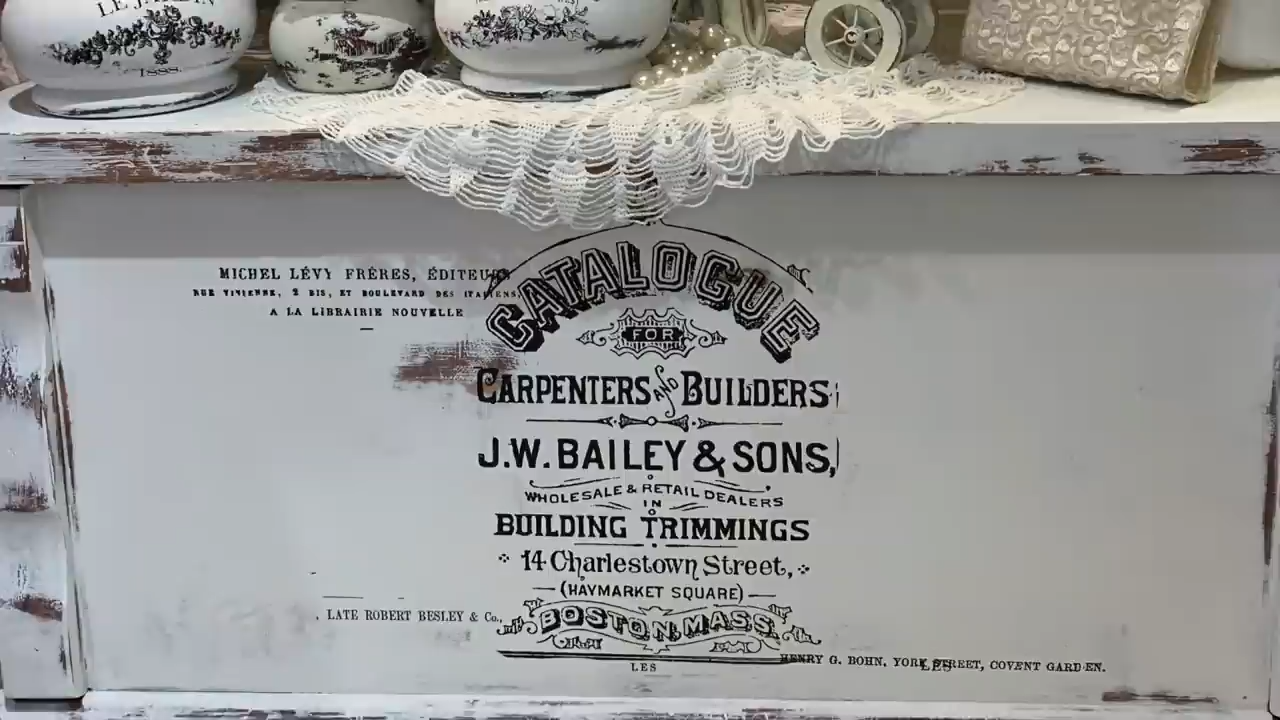 LE JARDIN
1888
MICHEL LÉVY FRÈRES, ÉDITEURS
RUE VIVIENNE, 2 BIS, ET BOULEVARD DES ITALIENS,
A LA LIBRAIRIE NOUVELLE
CATALOGUE
FOR
CARPENTERS AND BUILDERS
J.W. BAILEY & SONS,
WHOLESALE & RETAIL DEALERS
IN
BUILDING TRIMMINGS
14 Charlestown Street,
(HAYMARKET SQUARE)
LATE ROBERT BESLEY & Co.,
BOSTON, MASS.
LES
HENRY G. BOHN, YORK STREET, COVENT GARDEN.
LES